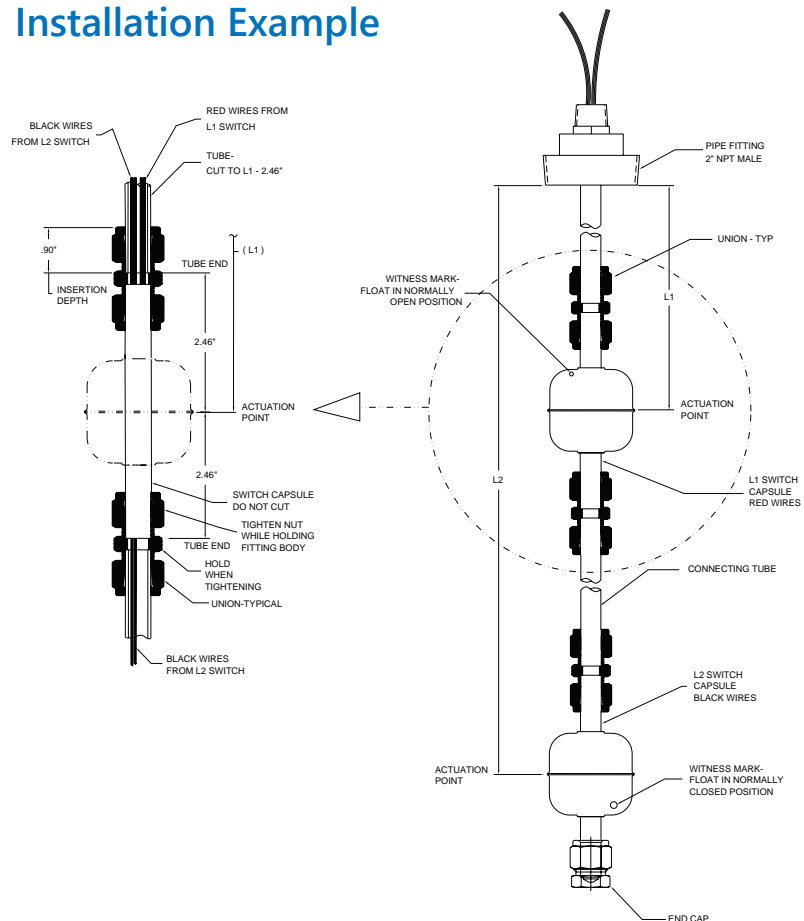 Installation Example
BLACK WIRES
FROM L2 SWITCH
RED WIRES FROM
L1 SWITCH
TUBE-
CUT TO L1 - 2.46"
.90"
TUBE END
( L1 )
INSERTION
DEPTH
2.46"
ACTUATION
POINT
2.46"
SWITCH CAPSULE
DO NOT CUT
TIGHTEN NUT
WHILE HOLDING
FITTING BODY
TUBE END
HOLD
WHEN
TIGHTENING
UNION-TYPICAL
BLACK WIRES
FROM L2 SWITCH
PIPE FITTING
2" NPT MALE
UNION - TYP
WITNESS MARK-
FLOAT IN NORMALLY
OPEN POSITION
L1
ACTUATION
POINT
L2
L1 SWITCH
CAPSULE
RED WIRES
CONNECTING TUBE
L2 SWITCH
CAPSULE
BLACK WIRES
ACTUATION
POINT
WITNESS MARK-
FLOAT IN NORMALLY
CLOSED POSITION
END CAP